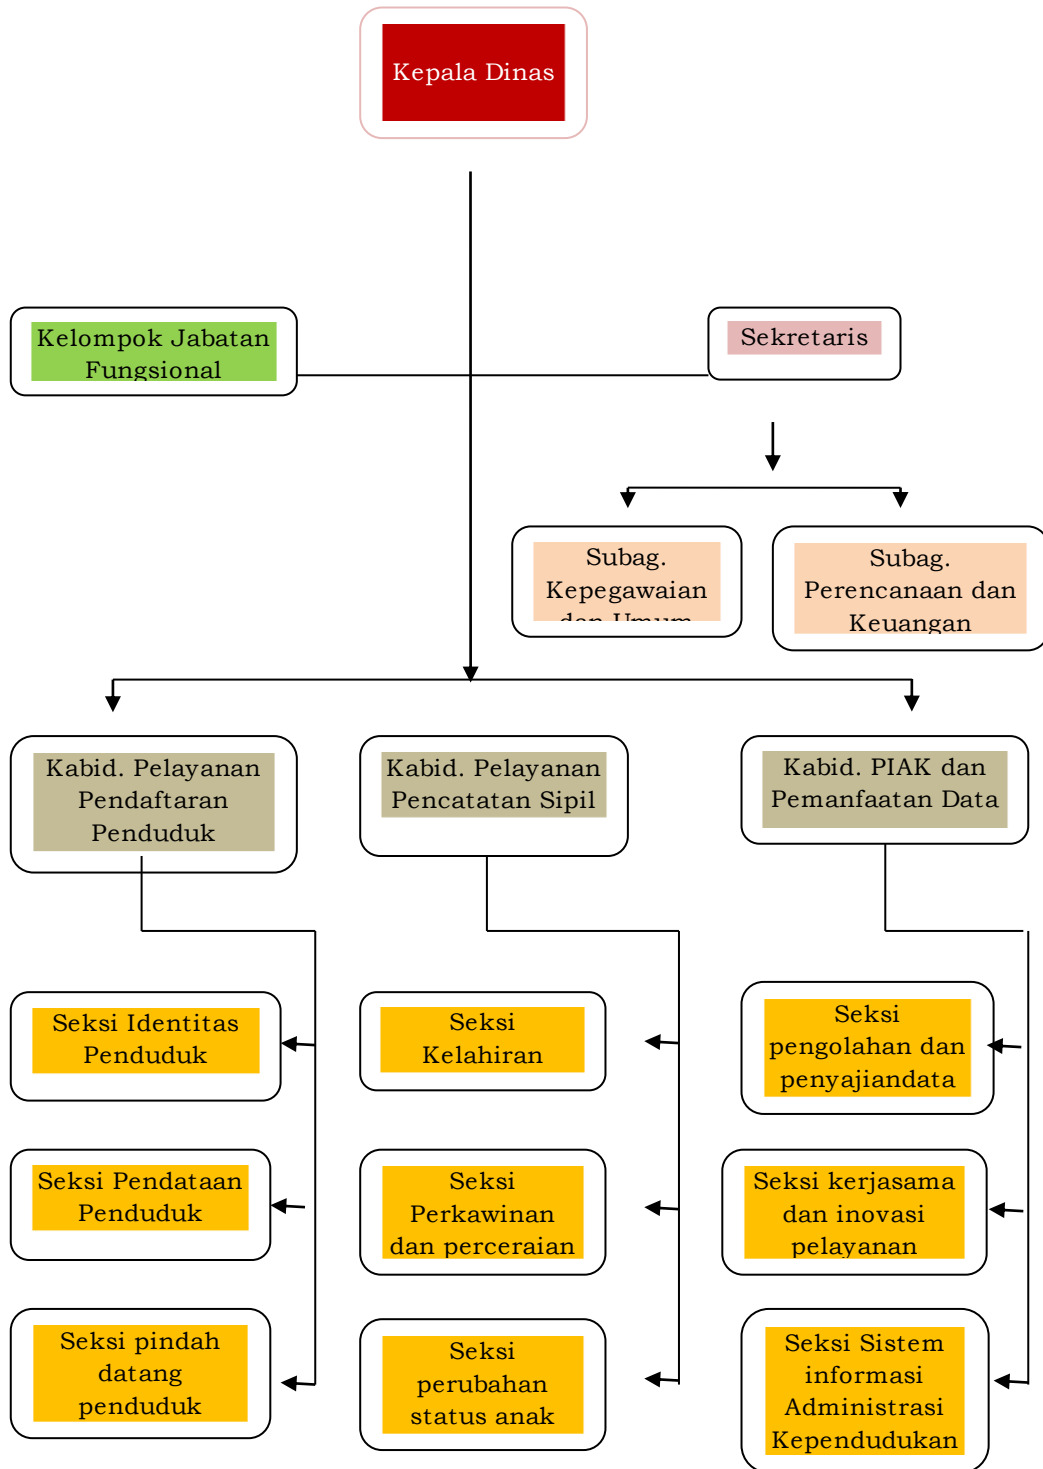 Kepala Dinas
Kelompok Jabatan
Fungsional
Sekretaris
Subag.
Kepegawaian
dan Umum
Subag.
Perencanaan dan
Keuangan
Kabid. Pelayanan
Pendaftaran
Penduduk
Kabid. Pelayanan
Pencatatan Sipil
Kabid. PIAK dan
Pemanfaatan Data
Seksi Identitas
Penduduk
Seksi
Kelahiran
Seksi
pengolahan dan
penyajiandata
Seksi Pendataan
Penduduk
Seksi
Perkawinan
dan perceraian
Seksi kerjasama
dan inovasi
pelayanan
Seksi pindah
datang
penduduk
Seksi
perubahan
status anak
Seksi Sistem
informasi
Administrasi
Kependudukan